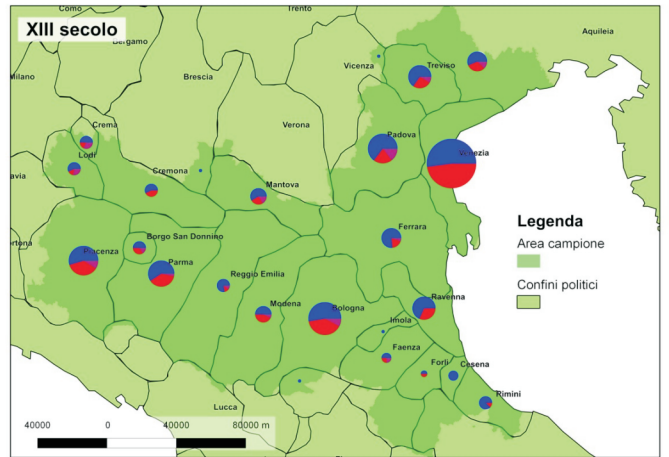 XIII secolo
Como
Trento
Bergamo
Aquileia
Milano
Brescia
Vicenza
Treviso
Verona
Crema
Padova
Venezia
Lodi
Cremona
Mantova
Legenda
Area campione
Confini politici
Ferrara
Borgo San Donnino
Piacenza
Parma
Reggio Emilia
Modena
Bologna
Ravenna
Imola
Faenza
Forlì
Cesena
Rimini
Lucca
40000 0 40000 80000 m